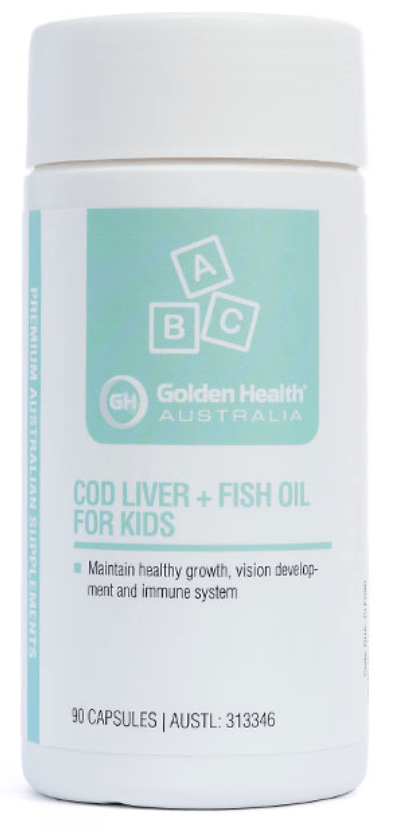 A
B C
GH Golden Health®
AUSTRALIA
COD LIVER + FISH OIL
FOR KIDS
Maintain healthy growth, vision develop-
ment and immune system
90 CAPSULES | AUSTL: 313346
PREMIUM AUSTRALIAN SUPPLEMENTS